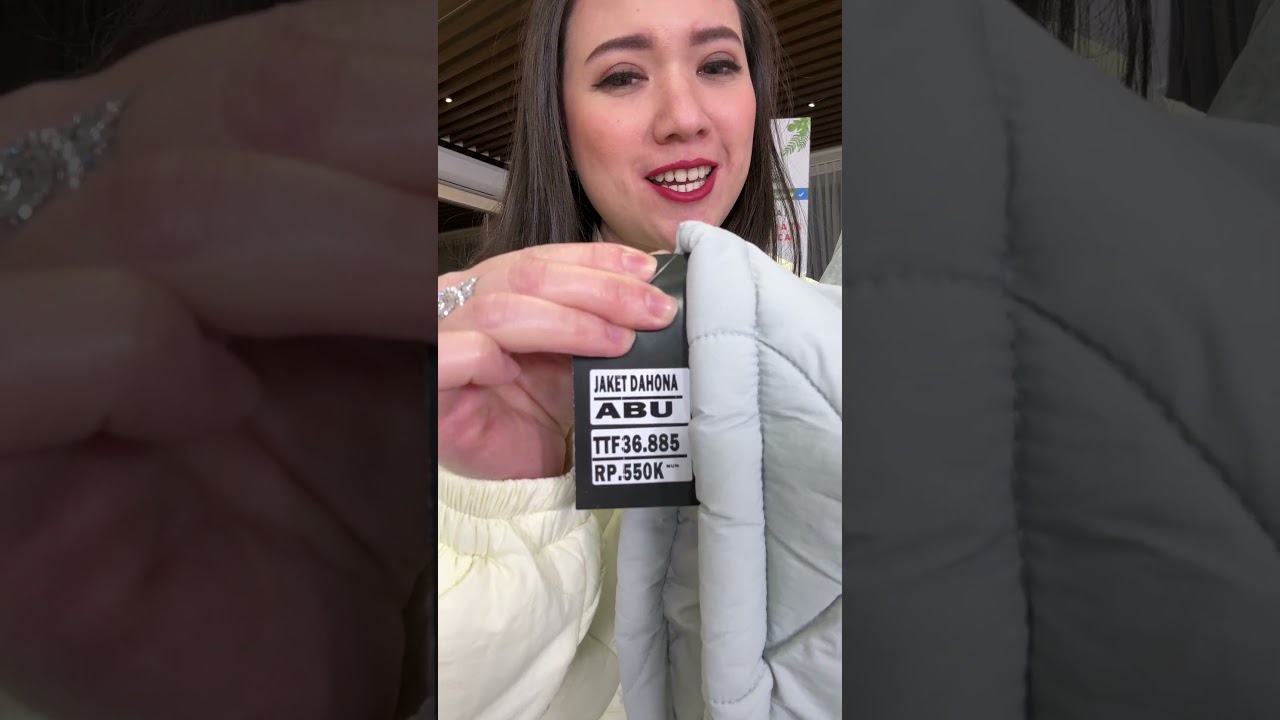 JAKET DAHONA
ABU
TTF36.885
RP.550K